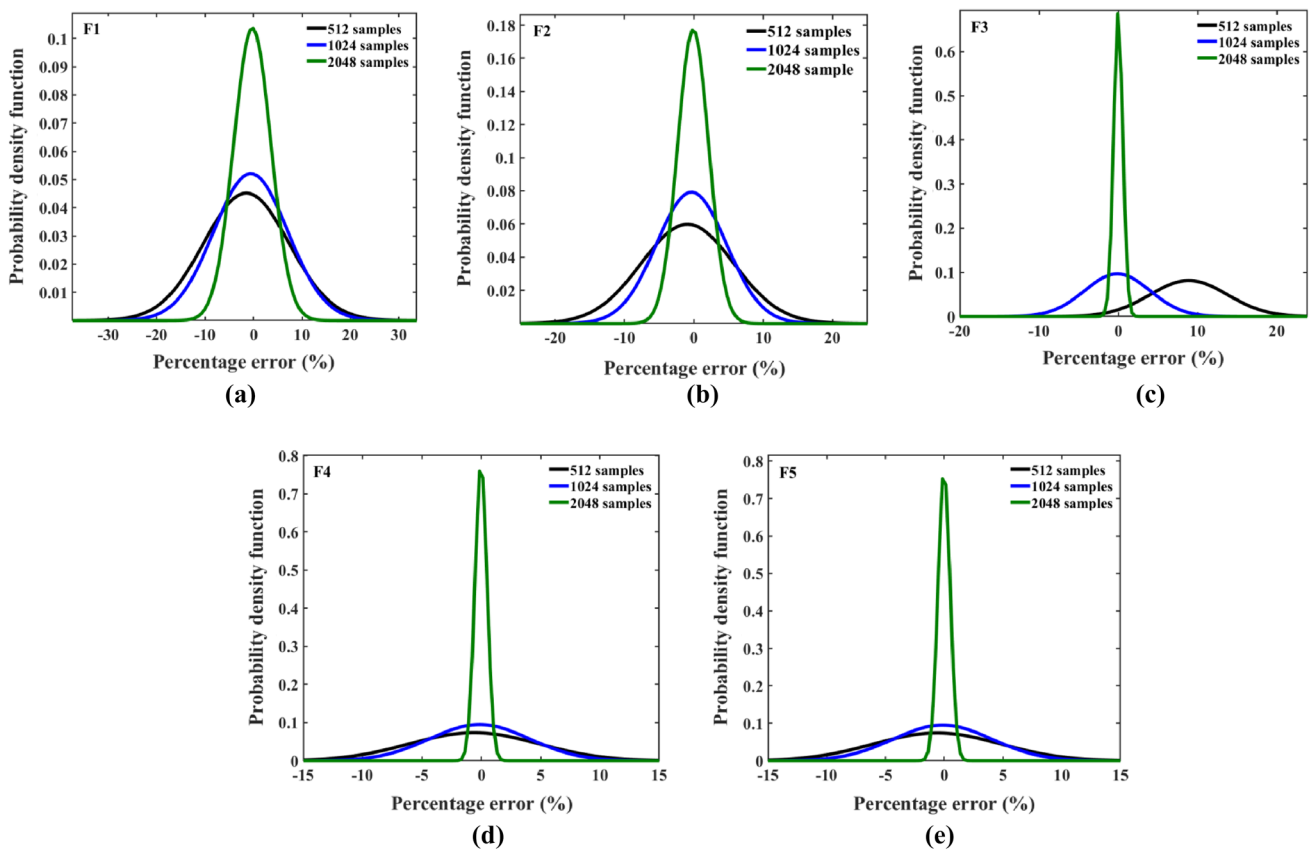 F1
512 samples
1024 samples
2048 samples
0.1
0.09
0.08
0.07
0.06
0.05
0.04
0.03
0.02
0.01
-30
-20
-10
0
10
20
30
Probability density function
Percentage error (%)
(a)
F2
512 samples
1024 samples
2048 sample
0.18
0.16
0.14
0.12
0.1
0.08
0.06
0.04
0.02
-20
-10
0
10
20
Probability density function
Percentage error (%)
(b)
F3
512 samples
1024 samples
2048 samples
0.6
0.5
0.4
0.3
0.2
0.1
0
-20
-10
0
10
20
Probability density function
Percentage error (%)
(c)
F4
512 samples
1024 samples
2048 samples
0.8
0.7
0.6
0.5
0.4
0.3
0.2
0.1
0
-15
-10
-5
0
5
10
15
Probability density function
Percentage error (%)
(d)
F5
512 samples
1024 samples
2048 samples
0.8
0.7
0.6
0.5
0.4
0.3
0.2
0.1
0
-15
-10
-5
0
5
10
15
Probability density function
Percentage error (%)
(e)